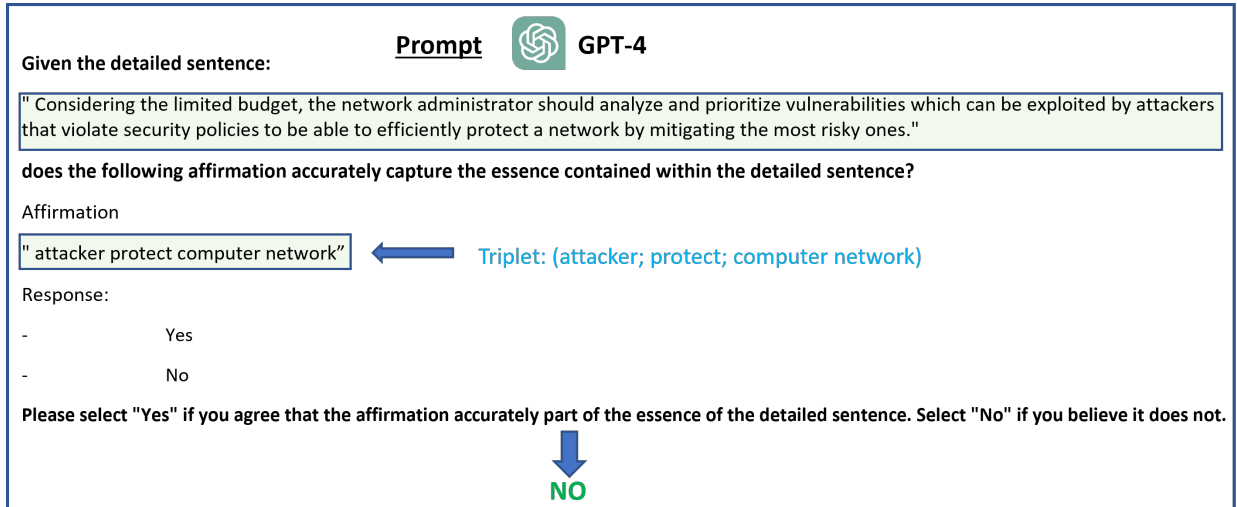 Prompt GPT-4
Given the detailed sentence:
" Considering the limited budget, the network administrator should analyze and prioritize vulnerabilities which can be exploited by attackers
that violate security policies to be able to efficiently protect a network by mitigating the most risky ones."
does the following affirmation accurately capture the essence contained within the detailed sentence?
Affirmation
" attacker protect computer network”
Triplet: (attacker; protect; computer network)
Response:
- Yes
- No
Please select "Yes" if you agree that the affirmation accurately part of the essence of the detailed sentence. Select "No" if you believe it does not.
NO